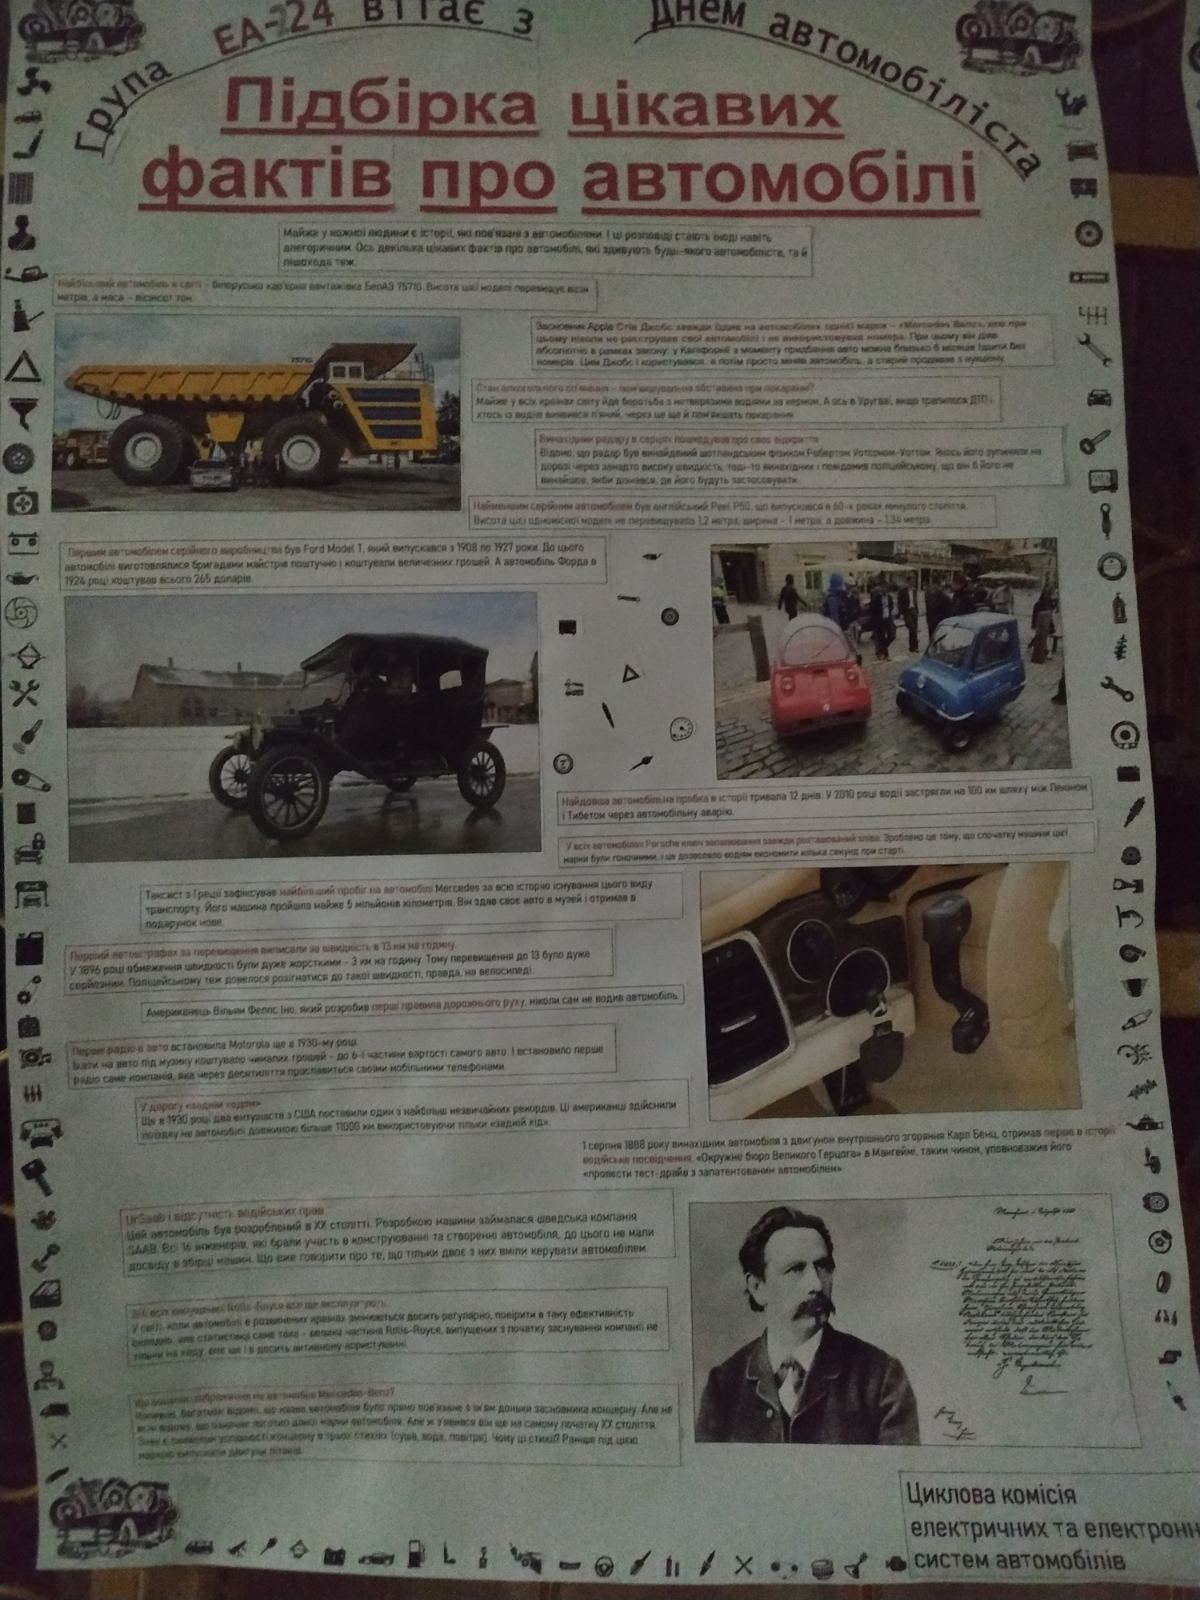 Група ЕА-24 вітає з Днем автомобіліста
Підбірка цікавих
фактів про автомобілі
Майже у кожної людини є історії, які пов'язані з автомобілями. І ці розповіді стають іноді навіть
алегоричним. Ось декілька цікавих фактів про автомобілі, які здивують будь-якого автомобіліста, та й
пішохода теж.
Найбільший автомобіль в світі - білоруська кар'єрна вантажівка БелАЗ 75710. Висота цієї моделі перевищує вісім
метрів, а маса - вісімсот тон.
75710
Засновник Apple Стів Джобс завжди їздив на автомобілях однієї марки - «Mercedes Benz», але при
цьому ніколи не реєстрував свої автомобілі і не використовував номера. При цьому він діяв
абсолютно в рамках закону: у Каліфорнії з моменту придбання авто можна близько 6 місяців їздити без
номерів. Цим Джобс і користувався, а потім просто міняв автомобіль, а старий продавав з аукціону.
Стан алкогольного сп'яніння - пом'якшувальна обставина при покаранні?
Майже у всіх країнах світу йде боротьба з нетверезими водіями за кермом. А ось в Уругваї, якщо трапилося ДТП і
хтось із водіїв виявився п'яний, через це ще й пом'якшать покарання.
Винахідник радару в серцях пошкодував про своє відкриття
Відомо, що радар був винайдений шотландським фізиком Робертом Уотсоном-Уоттом. Якось його зупинили на
дорозі через занадто високу швидкість, тоді-то винахідник і повідомив поліцейському, що він б його не
винайшов, якби дізнався, де його будуть застосовувати.
Найменшим серійним автомобілем був англійський Peel P50, що випускався в 60-х роках минулого століття.
Висота цієї одномісної моделі не перевищувала 1,2 метра, ширина - 1 метра, а довжина - 1,34 метра.
Першим автомобілем серійного виробництва був Ford Model T, який випускався з 1908 по 1927 роки. До цього
автомобілі виготовлялися бригадами майстрів поштучно і коштували величезних грошей. А автомобіль Форда в
1924 році коштував всього 265 доларів.
Найдовша автомобільна пробка в історії тривала 12 днів. У 2010 році водії застрягли на 100 км шляху між Пекіном
і Тибетом через автомобільну аварію.
У всіх автомобілях Porsche ключ запалювання завжди розташований зліва. Зроблено це тому, що спочатку машини цієї
марки були гоночними, і це дозволяло водіям економити кілька секунд при старті.
Таксист з Греції зафіксував найбільший пробіг на автомобілі Mercedes за всю історію існування цього виду
транспорту. Його машина пройшла майже 5 мільйонів кілометрів. Він здав своє авто в музей і отримав в
подарунок нове.
Перший автоштрафах за перевищення виписали за швидкість в 13 км на годину.
У 1896 році обмеження швидкості були дуже жорсткими - 3 км на годину. Тому перевищення до 13 було дуже
серйозним. Поліцейському теж довелося розігнатися до такої швидкості, правда, на велосипеді.
Американець Вільям Фелпс Іно, який розробив перші правила дорожнього руху, ніколи сам не водив автомобіль.
Перше радіо в авто встановила Motorola ще в 1930-му році.
Їхати на авто під музику коштувало чималих грошей - до 6-ї частини вартості самого авто. І встановило перше
радіо саме компанія, яка через десятиліття прославиться своїми мобільними телефонами.
У дорогу «заднім ходом»
Ще в 1930 році два ентузіаста з США поставили один з найбільш незвичайних рекордів. Ці американці здійснили
поїздку на автомобілі довжиною більше 11000 км використовуючи тільки «задній хід».
1 серпня 1888 року винахідник автомобіля з двигуном внутрішнього згоряння Карл Бенц, отримав перше в історії
водійське посвідчення. «Окружне бюро Великого Герцога» в Мангеймі, таким чином, уповноважив його
«провести тест-драйв з запатентованим автомобілем».
UrSaab і відсутність водійських прав
Цей автомобіль був розроблений в ХХ столітті. Розробкою машини займалася шведська компанія
SAAB. Всі 16 інженерів, які брали участь в конструюванні та створенні автомобіля, до цього не мали
досвіду в збірці машин. Що вже говорити про те, що тільки двоє з них вміли керувати автомобілем.
всіх випущених Rolls-Royce все ще експлуатують.
У світі, коли автомобілі в розвинених країнах змінюються досить регулярно, повірити в таку ефективність
складно, але статистика саме така - велика частина Rolls-Royce, випущених з початку заснування компанії не
тільки на ходу, але ще і в досить активному користуванні.
Що означає зображення на автомобілі Mercedes-Benz?
Напевно, багатьом відомо, що назва автомобіля було прямо пов'язане з ім'ям доньки засновника концерну. Але не
всім відомо, що означає логотип даної марки автомобіля. Але ж з'явився він ще на самому початку ХХ століття.
Знак є символом успішності концерну в трьох стихіях (суша, вода, повітря). Чому ці стихії? Раніше під цією
маркою випускали двигуни літаків.
Циклова комісія
електричних та електронн
систем автомобілів